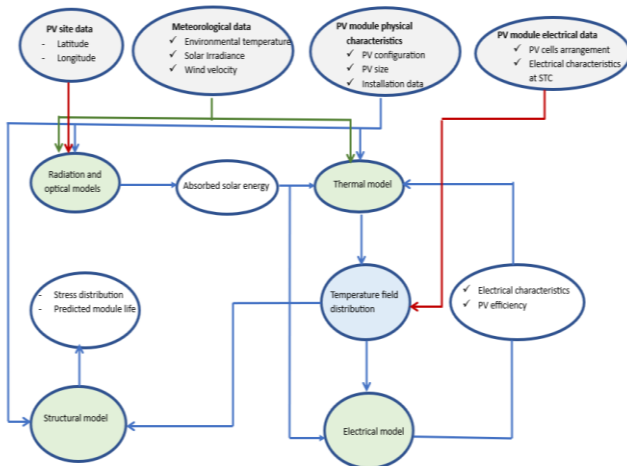 PV site data
- Latitude
- Longitude
Meteorological data
✓ Environmental temperature
✓ Solar Irradiance
✓ Wind velocity
PV module physical
characteristics
✓ PV configuration
✓ PV size
✓ Installation data
PV module electrical data
✓ PV cells arrangement
✓ Electrical characteristics
at STC
Radiation and
optical models
Absorbed solar energy
Thermal model
- Stress distribution
- Predicted module life
Temperature field
distribution
✓ Electrical characteristics
✓ PV efficiency
Structural model
Electrical model